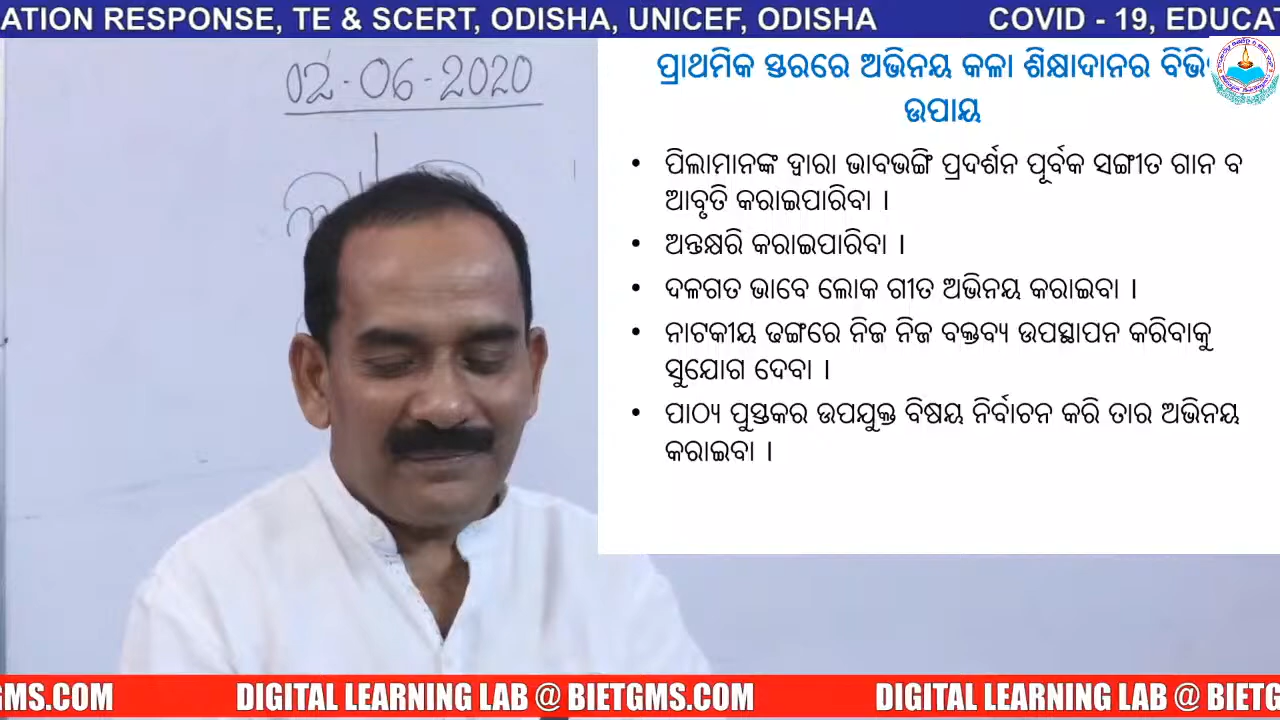 ATION RESPONSE, TE & SCERT, ODISHA, UNICEF, ODISHA COVID - 19, EDUCAT
02-06-2020
ପ୍ରାଥମିକ ସ୍ତରରେ ଅଭିନୟ କଳା ଶିକ୍ଷାଦାନର
ଉପାୟ
• ପିଲାମାନଙ୍କ ଦ୍ୱାରା ଭାବଭଙ୍ଗି ପ୍ରଦର୍ଶନ ପୂର୍ବକ ସଙ୍ଗୀତ ଗାନ ବ
ଆବୃତି କରାଇପାରିବା ।
• ଅନ୍ତକ୍ଷରି କରାଇପାରିବା ।
• ଦଳଗତ ଭାବେ ଲୋକ ଗୀତ ଅଭିନୟ କରାଇବା ।
• ନାଟକୀୟ ଢଙ୍ଗରେ ନିଜ ନିଜ ବକ୍ତବ୍ୟ ଉପସ୍ଥାପନ କରିବାକୁ
ସୁଯୋଗ ଦେବା ।
• ପାଠ୍ୟ ପୁସ୍ତକର ଉପଯୁକ୍ତ ବିଷୟ ନିର୍ବାଚନ କରି ତାର ଅଭିନୟ
କରାଇବା ।
GMS.COM DIGITAL LEARNING LAB @ BIETGMS.COM DIGITAL LEARNING LAB @ BIETG